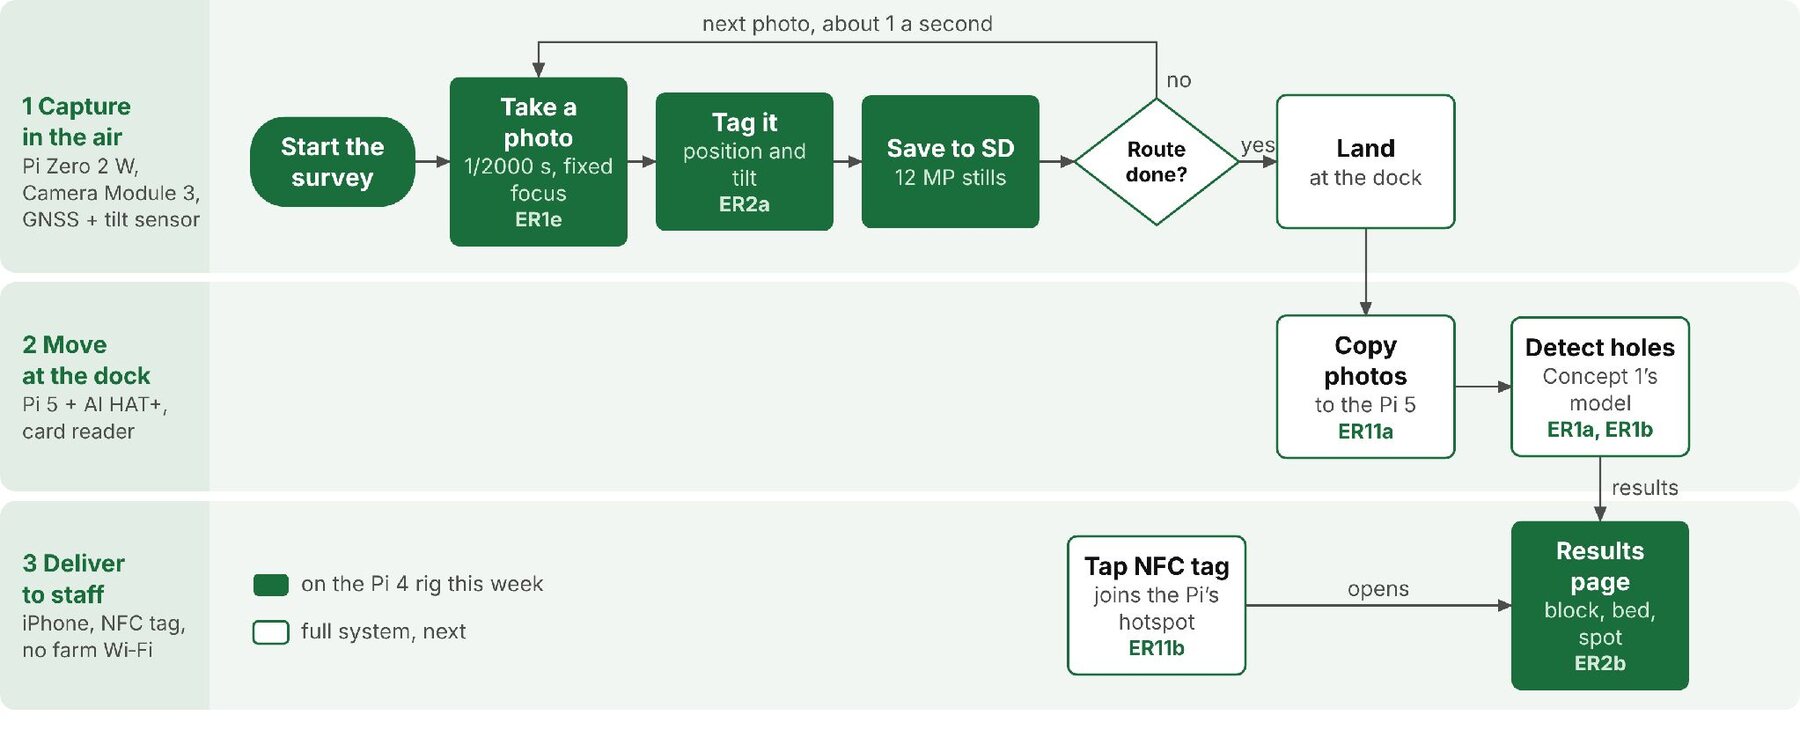 next photo, about 1 a second
no
1 Capture
in the air
Pi Zero 2 W,
Camera Module 3,
GNSS + tilt sensor
Start the
survey
Take a
photo
1/2000 s, fixed
focus
ER1e
Tag it
position and
tilt
ER2a
Save to SD
12 MP stills
Route
done?
yes
Land
at the dock
2 Move
at the dock
Pi 5 + AI HAT+,
card reader
Copy
photos
to the Pi 5
ER11a
Detect holes
Concept 1's
model
ER1a, ER1b
results
3 Deliver
to staff
iPhone, NFC tag,
no farm Wi-Fi
on the Pi 4 rig this week
full system, next
Tap NFC tag
joins the Pi's
hotspot
ER11b
opens
Results
page
block, bed,
spot
ER2b